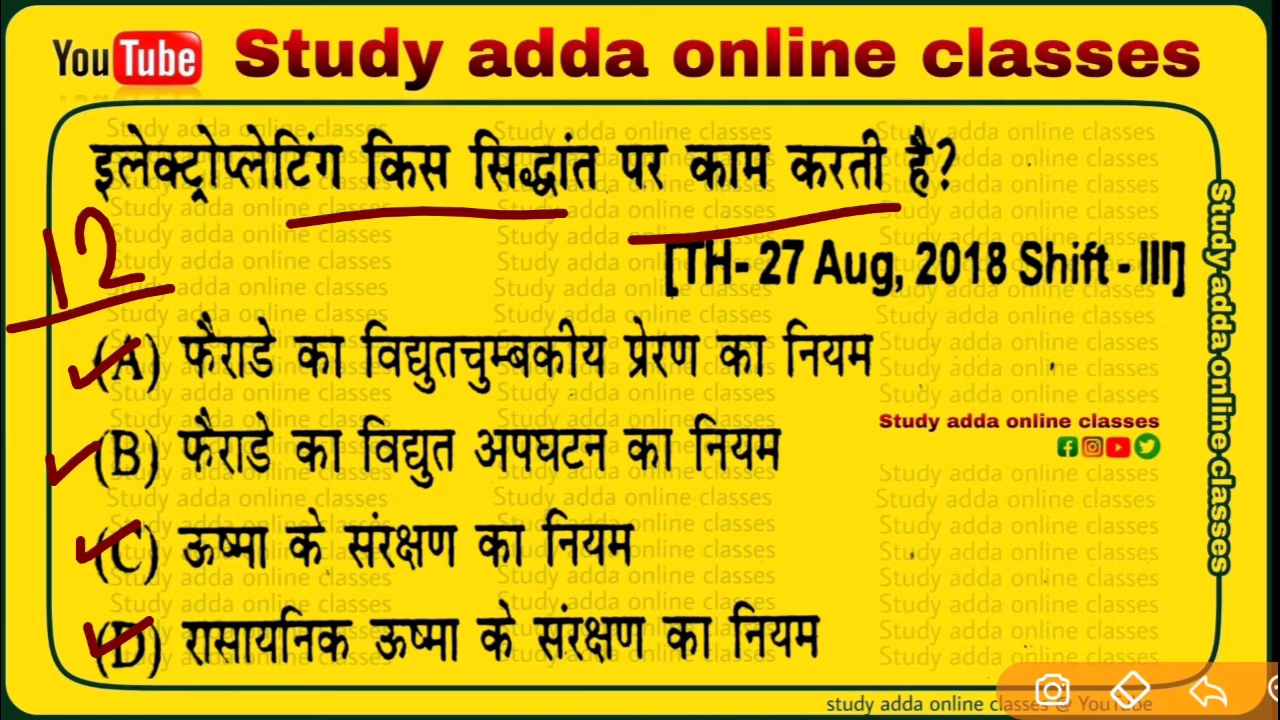 YouTube Study adda online classes
इलेक्ट्रोप्लेटिंग किस सिद्धांत पर काम करती है?
12
[TH- 27 Aug, 2018 Shift - III]
(A) फैराडे का विद्युतचुम्बकीय प्रेरण का नियम
Study adda online classes
(B) फैराडे का विद्युत अपघटन का नियम
(C) ऊष्मा के संरक्षण का नियम
(D) रासायनिक ऊष्मा के संरक्षण का नियम
Study adda online classes
study adda online classes @ YouTube